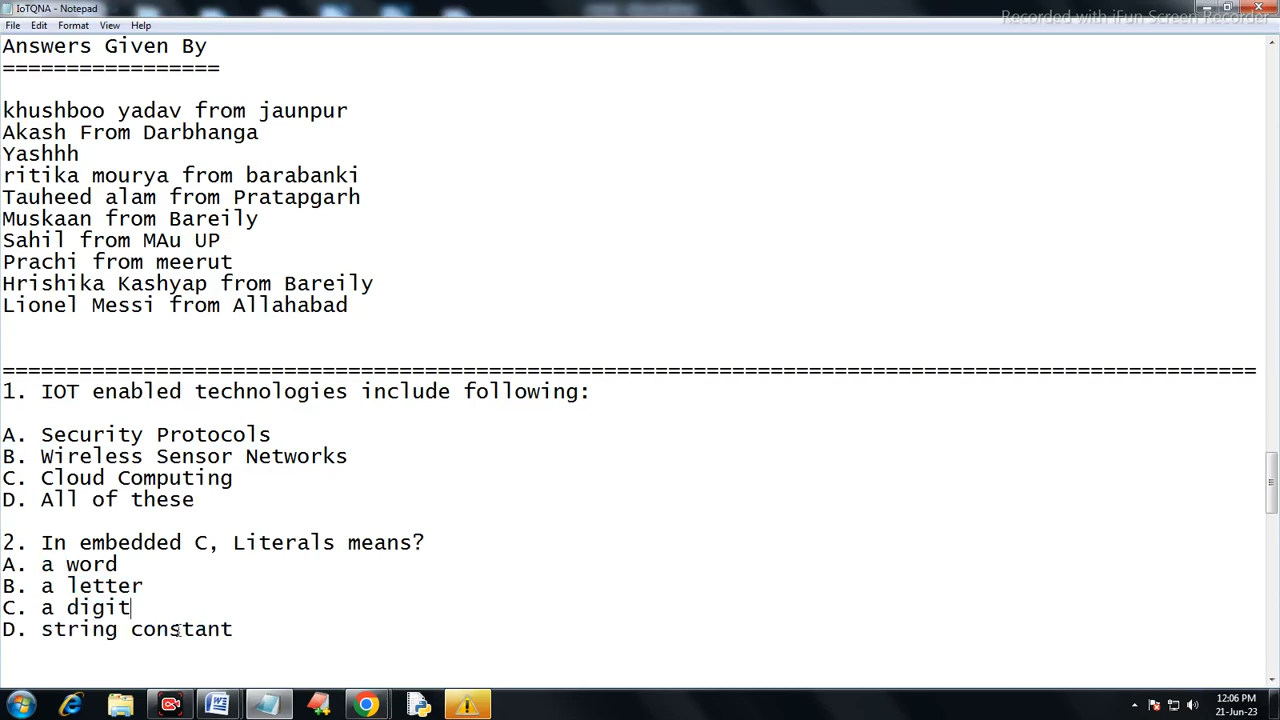 IoTQNA - Notepad
File Edit Format View Help
Recorded with iFun Screen Recorder
Answers Given By
=================
khushboo yadav from jaunpur
Akash From Darbhanga
Yashhh
ritika mourya from barabanki
Tauheed alam from Pratapgarh
Muskaan from Bareily
Sahil from MAu UP
Prachi from meerut
Hrishika Kashyap from Bareily
Lionel Messi from Allahabad
==================================================================================================
1. IOT enabled technologies include following:
A. Security Protocols
B. Wireless Sensor Networks
C. Cloud Computing
D. All of these
2. In embedded C, Literals means?
A. a word
B. a letter
C. a digit
D. string constant
12:06 PM
21-Jun-23